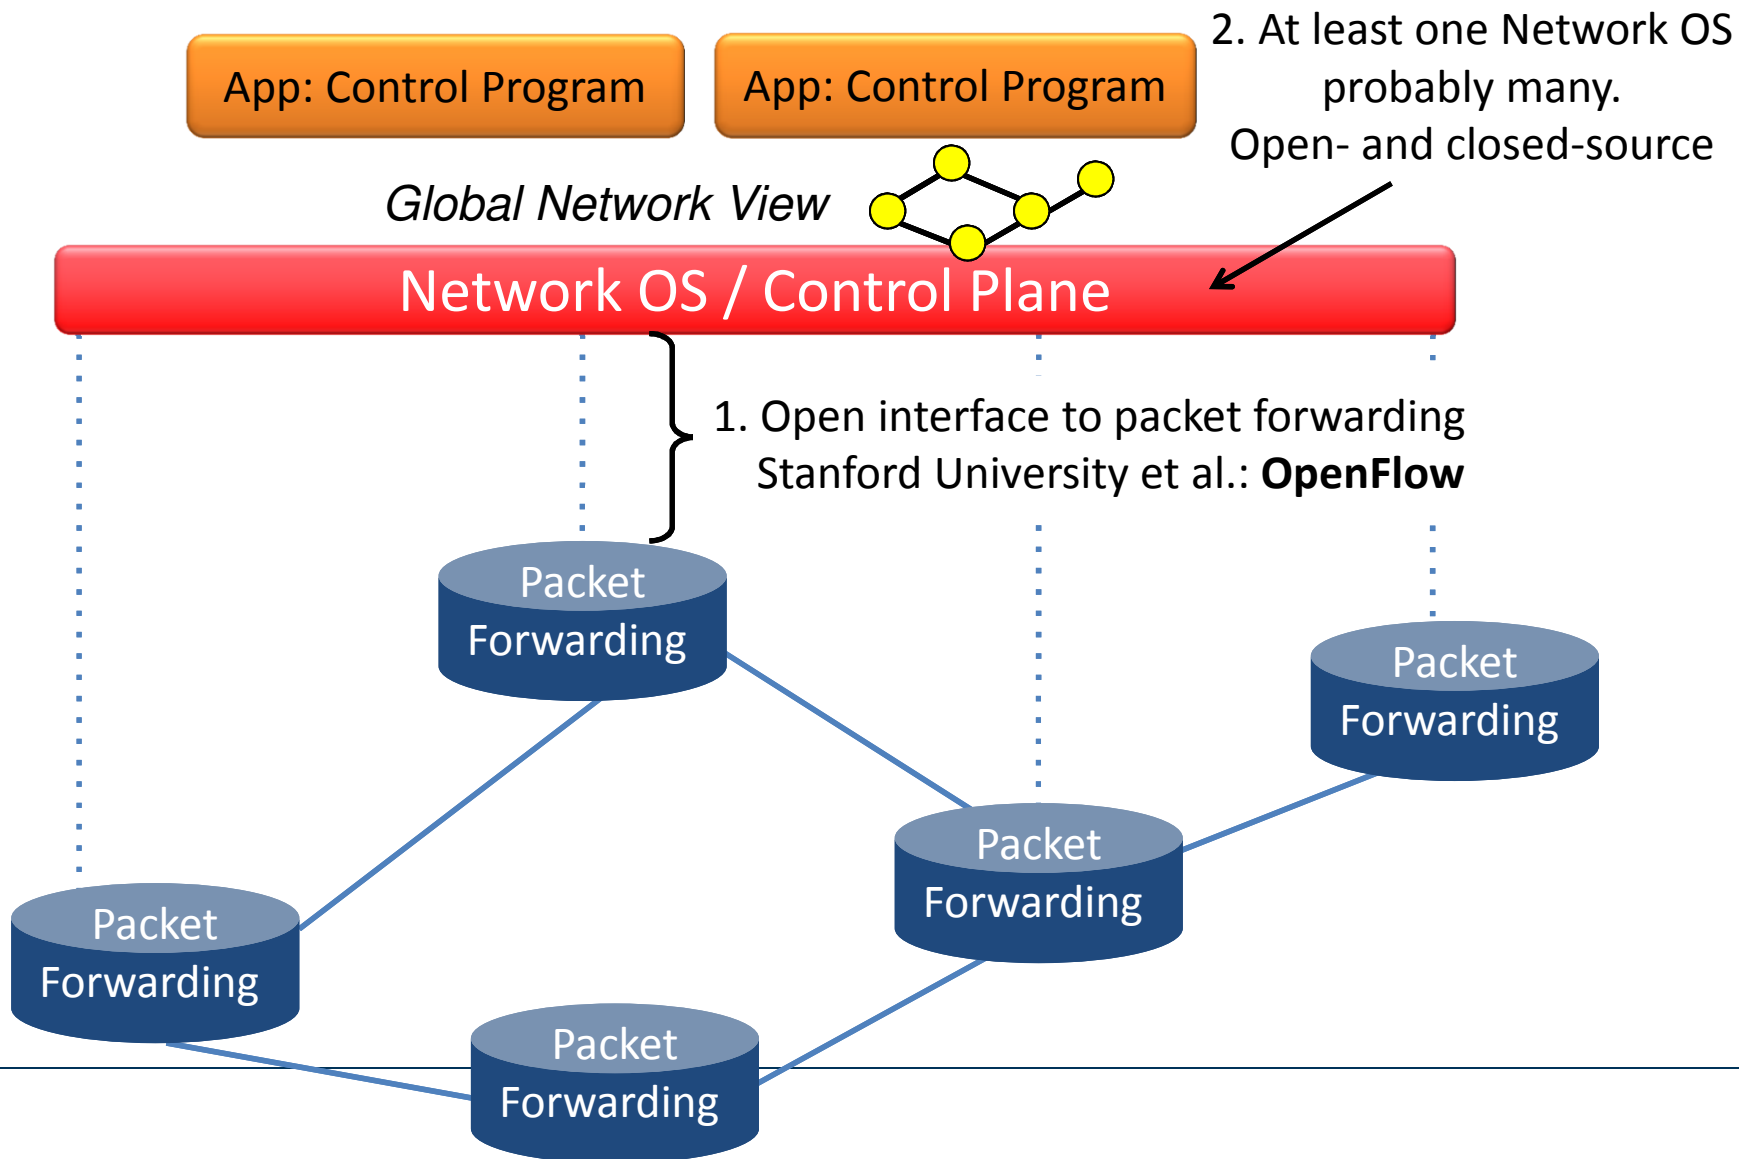 App: Control Program
App: Control Program
2. At least one Network OS
probably many.
Open- and closed-source
Global Network View
Network OS / Control Plane
1. Open interface to packet forwarding
Stanford University et al.: OpenFlow
Packet
Forwarding
Packet
Forwarding
Packet
Forwarding
Packet
Forwarding
Packet
Forwarding